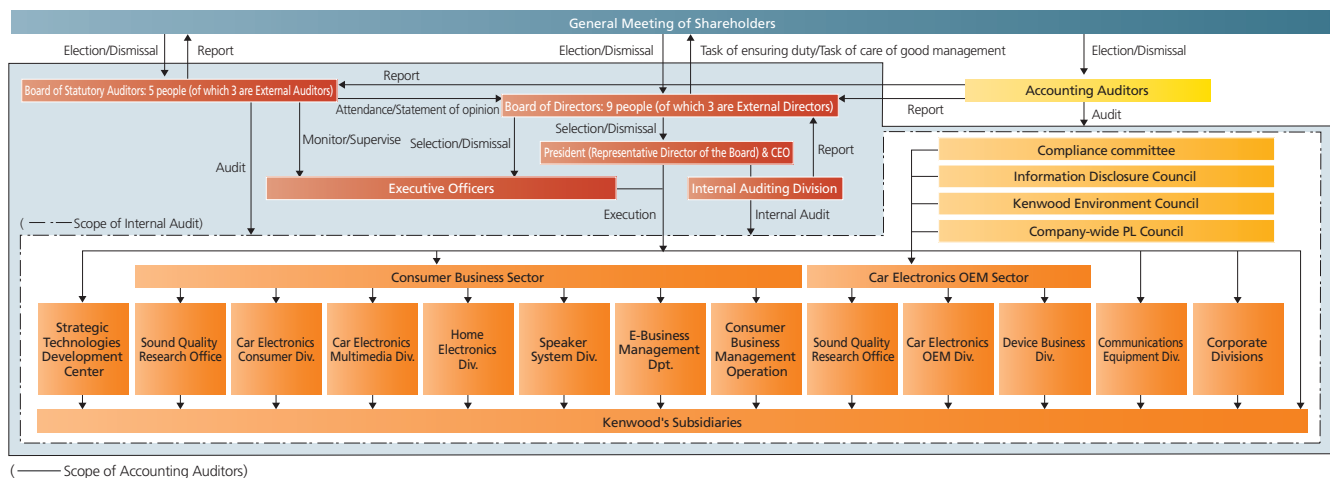 General Meeting of Shareholders
Election/Dismissal
Report
Election/Dismissal
Task of ensuring duty/Task of care of good management
Election/Dismissal
Report
Board of Statutory Auditors: 5 people (of which 3 are External Auditors)
Accounting Auditors
Attendance/Statement of opinion
Board of Directors: 9 people (of which 3 are External Directors)
Report
Audit
Monitor/Supervise
Selection/Dismissal
Selection/Dismissal
Report
Audit
President (Representative Director of the Board) & CEO
Compliance committee
Executive Officers
Internal Auditing Division
Information Disclosure Council
Execution
Internal Audit
Kenwood Environment Council
( Scope of Internal Audit)
Company-wide PL Council
Consumer Business Sector
Car Electronics OEM Sector
Strategic
Technologies
Development
Center
Sound Quality
Research Office
Car Electronics
Consumer Div.
Car Electronics
Multimedia Div.
Home
Electronics
Div.
Speaker
System Div.
E-Business
Management
Dpt.
Consumer
Business
Management
Operation
Sound Quality
Research Office
Car Electronics
OEM Div.
Device Business
Div.
Communications
Equipment Div.
Corporate
Divisions
Kenwood's Subsidiaries
( Scope of Accounting Auditors)